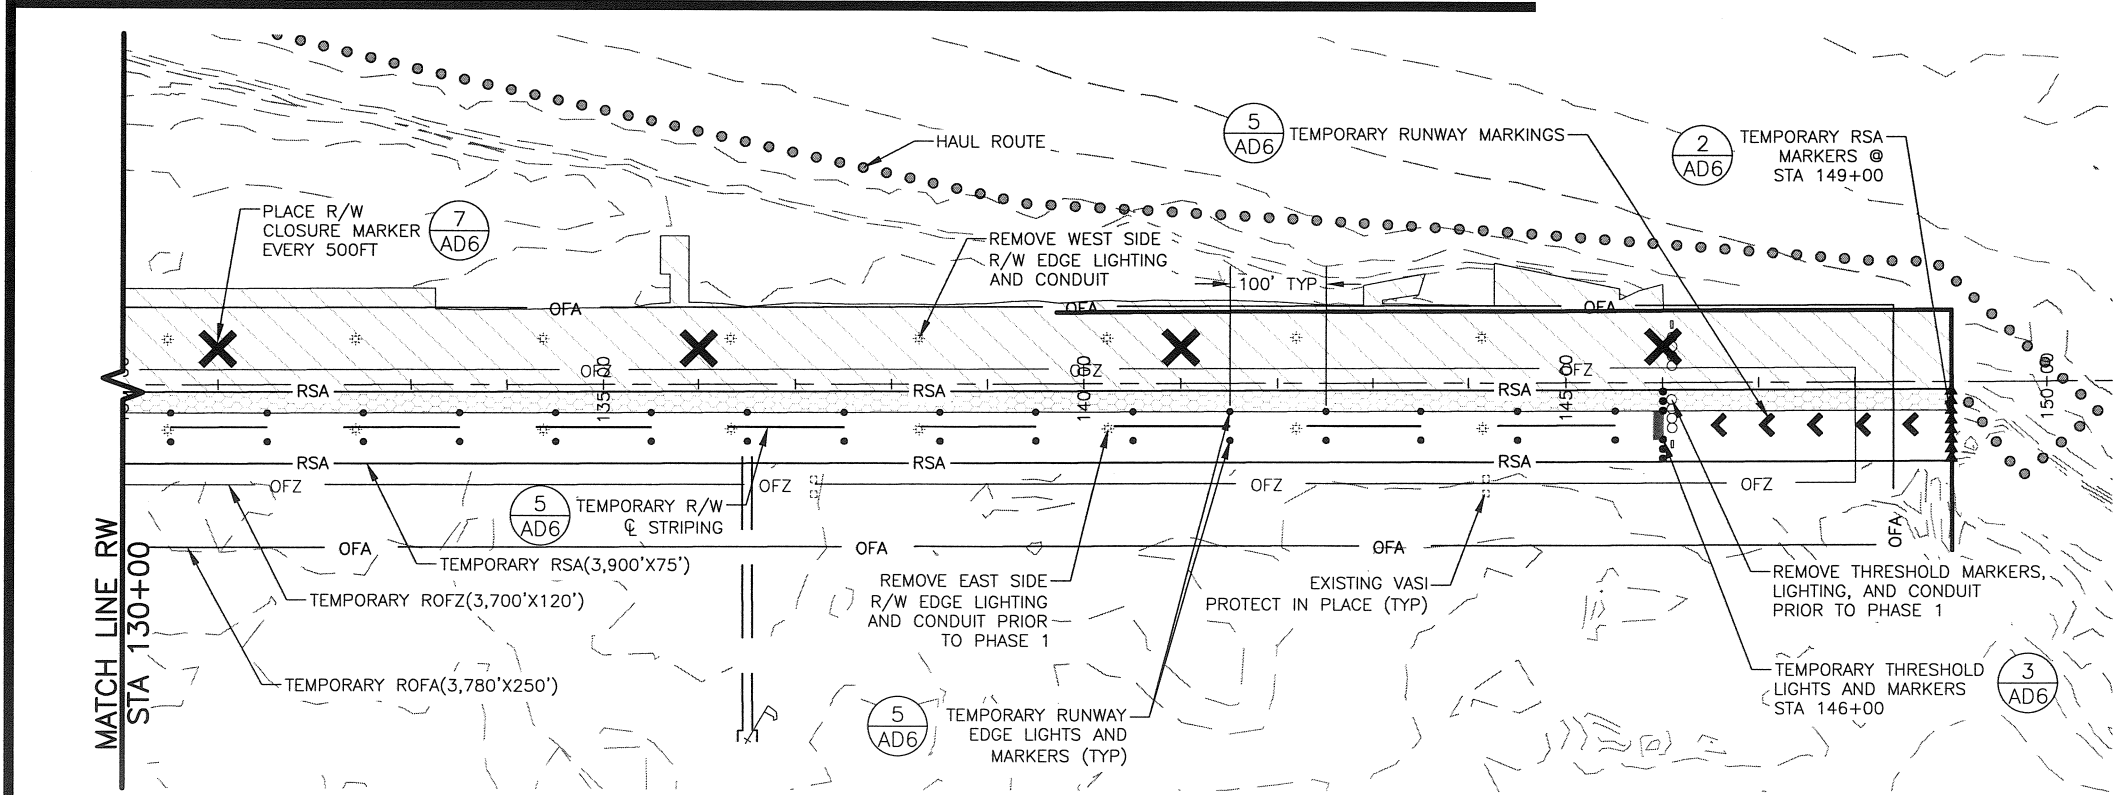 HAUL ROUTE
5
AD6
TEMPORARY RUNWAY MARKINGS
2
AD6
TEMPORARY RSA
MARKERS @
STA 149+00
PLACE R/W
CLOSURE MARKER
EVERY 500FT
7
AD6
REMOVE WEST SIDE
R/W EDGE LIGHTING
AND CONDUIT
100' TYP
OFA
OFA
OFA
OFZ
OFZ
OFZ
135+00
140+00
145+00
150+00
RSA
RSA
RSA
RSA
RSA
RSA
OFZ
OFZ
OFZ
OFZ
5
AD6
TEMPORARY R/W
℄ STRIPING
OFA
OFA
OFA
OFA
TEMPORARY RSA(3,900'X75')
TEMPORARY ROFZ(3,700'X120')
TEMPORARY ROFA(3,780'X250')
REMOVE EAST SIDE
R/W EDGE LIGHTING
AND CONDUIT PRIOR
TO PHASE 1
EXISTING VASI
PROTECT IN PLACE (TYP)
REMOVE THRESHOLD MARKERS,
LIGHTING, AND CONDUIT
PRIOR TO PHASE 1
TEMPORARY THRESHOLD
LIGHTS AND MARKERS
STA 146+00
3
AD6
5
AD6
TEMPORARY RUNWAY
EDGE LIGHTS AND
MARKERS (TYP)
MATCH LINE RW
STA 130+00